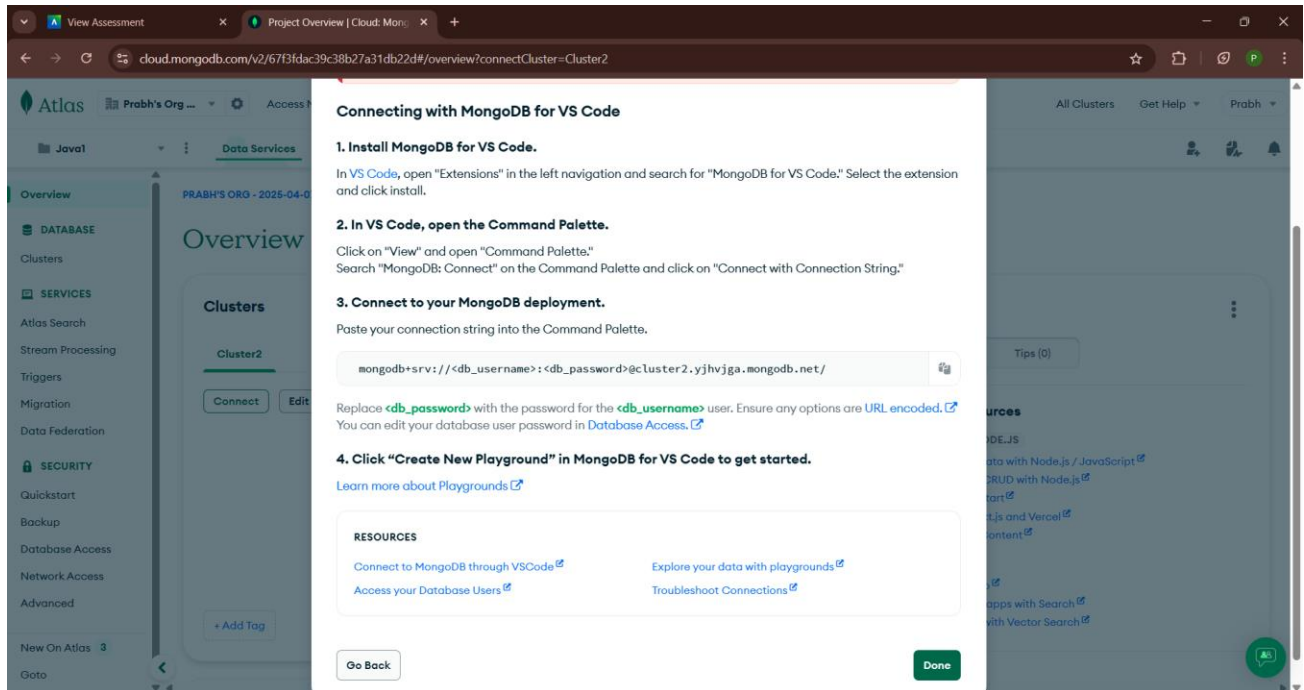 View Assessment
Project Overview | Cloud: Mong
cloud.mongodb.com/v2/67f3fdac39c38b27a31db22d#/overview?connectCluster=Cluster2
P
Atlas
Prabh's Org ...
Access
All Clusters
Get Help
Prabh
Java1
Data Services
Overview
DATABASE
Clusters
SERVICES
Atlas Search
Stream Processing
Triggers
Migration
Data Federation
SECURITY
Quickstart
Backup
Database Access
Network Access
Advanced
New On Atlas 3
Goto
PRABH'S ORG - 2025-04-0
Overview
Clusters
Cluster2
Connect
Edit
+ Add Tag
Connecting with MongoDB for VS Code
1. Install MongoDB for VS Code.
In VS Code, open "Extensions" in the left navigation and search for "MongoDB for VS Code." Select the extension
and click install.
2. In VS Code, open the Command Palette.
Click on "View" and open "Command Palette."
Search "MongoDB: Connect" on the Command Palette and click on "Connect with Connection String."
3. Connect to your MongoDB deployment.
Paste your connection string into the Command Palette.
mongodb+srv://<db_username>:<db_password>@cluster2.yjhvjga.mongodb.net/
Replace <db_password> with the password for the <db_username> user. Ensure any options are URL encoded.
You can edit your database user password in Database Access.
4. Click “Create New Playground” in MongoDB for VS Code to get started.
Learn more about Playgrounds
RESOURCES
Connect to MongoDB through VSCode
Explore your data with playgrounds
Access your Database Users
Troubleshoot Connections
Go Back
Done
Tips (0)
urces
ODE.JS
ata with Node.js / JavaScript
CRUD with Node.js
tart
t.js and Vercel
ontent
apps with Search
with Vector Search